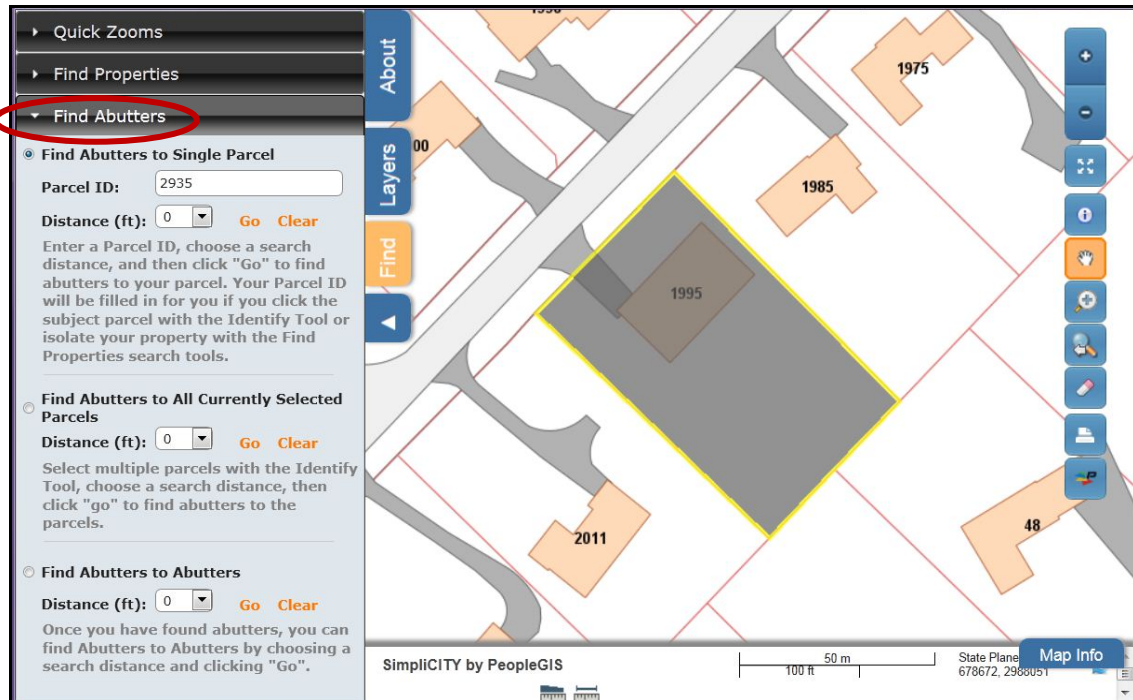 Quick Zooms
Find Properties
Find Abutters
Find Abutters to Single Parcel
Parcel ID: 2935
Distance (ft): 0 Go Clear
Enter a Parcel ID, choose a search
distance, and then click "Go" to find
abutters to your parcel. Your Parcel ID
will be filled in for you if you click the
subject parcel with the Identify Tool or
isolate your property with the Find
Properties search tools.
Find Abutters to All Currently Selected
Parcels
Distance (ft): 0 Go Clear
Select multiple parcels with the Identify
Tool, choose a search distance, then
click "go" to find abutters to the
parcels.
Find Abutters to Abutters
Distance (ft): 0 Go Clear
Once you have found abutters, you can
find Abutters to Abutters by choosing a
search distance and clicking "Go".
About
Layers
Find
1975
00
1985
1995
2011
48
SimpliCITY by PeopleGIS
50 m
100 ft
State Plane
678672, 2988051
Map Info